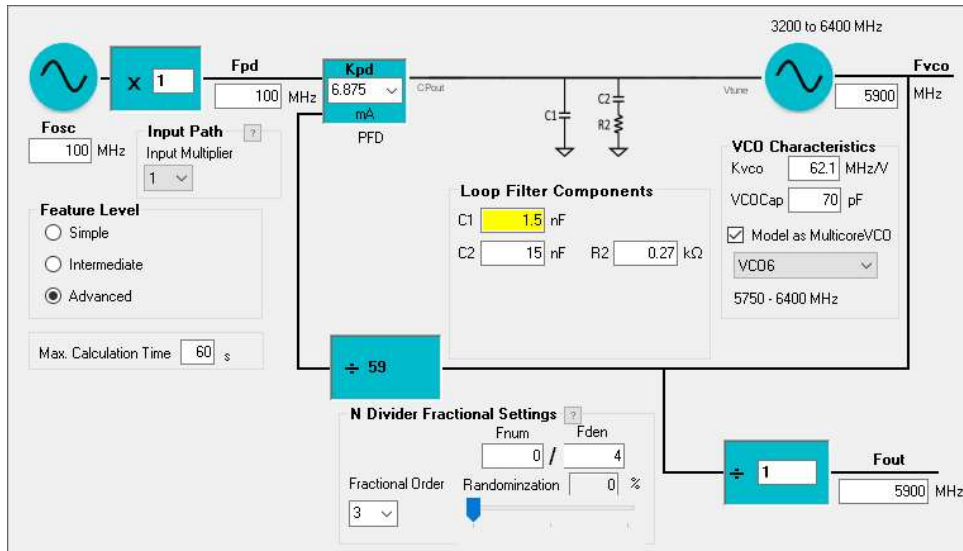 3200 to 6400 MHz
Fpd
Kpd
Fvco
x 1
6.875
CPout
Vtune
100 MHz
mA
C1
C2
R2
5900 MHz
PFD
Fosc
100 MHz
Input Path ?
Input Multiplier
1
VCO Characteristics
Kvco 62.1 MHz/V
VCOCap 70 pF
Model as MulticoreVCO
VCO6
5750 - 6400 MHz
Loop Filter Components
C1 1.5 nF
C2 15 nF R2 0.27 kΩ
Feature Level
Simple
Intermediate
Advanced
Max. Calculation Time 60 s
÷ 59
N Divider Fractional Settings ?
Fnum Fden
0 / 4
Fractional Order Randominzation 0 %
3
÷ 1
Fout
5900 MHz